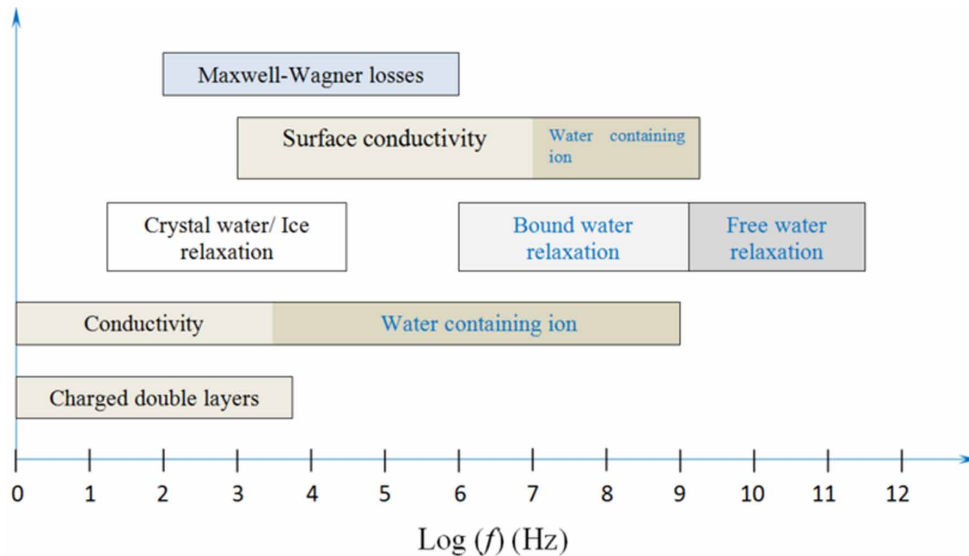 Maxwell-Wagner losses
Surface conductivity
Water containing
ion
Crystal water/ Ice
relaxation
Bound water
relaxation
Free water
relaxation
Conductivity
Water containing ion
Charged double layers
0 1 2 3 4 5 6 7 8 9 10 11 12
Log (f) (Hz)